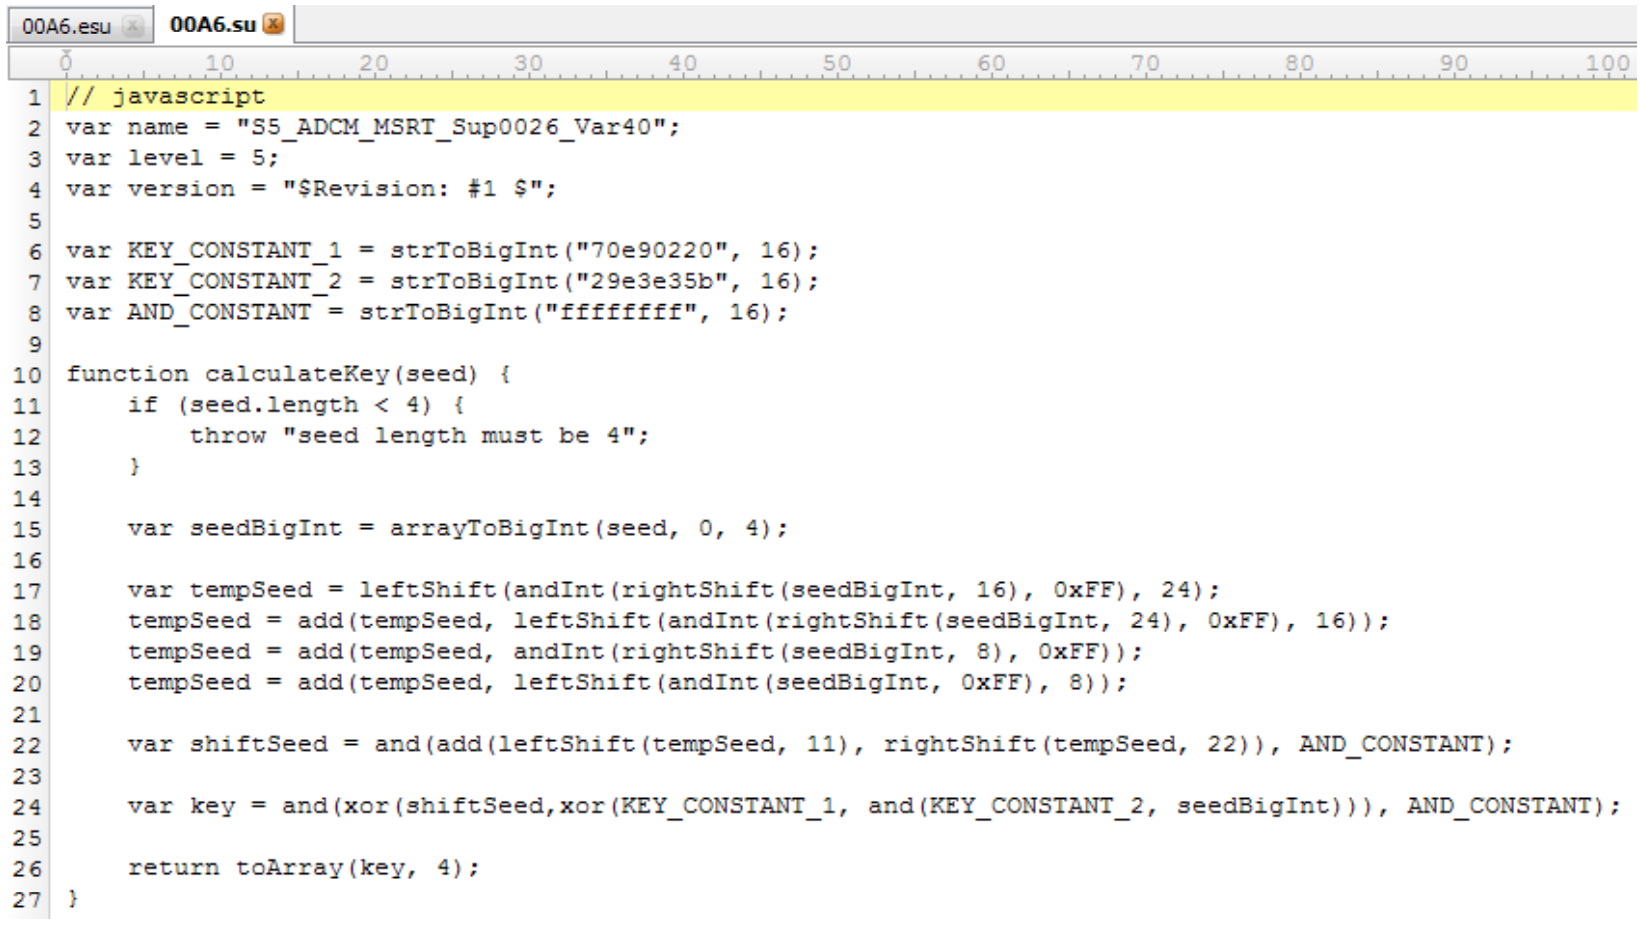 00A6.esu 00A6.su
0 10 20 30 40 50 60 70 80 90 100
1 // javascript
2 var name = "S5_ADCM_MSRT_Sup0026_Var40";
3 var level = 5;
4 var version = "$Revision: #1 $";
5
6 var KEY_CONSTANT_1 = strToBigInt("70e90220", 16);
7 var KEY_CONSTANT_2 = strToBigInt("29e3e35b", 16);
8 var AND_CONSTANT = strToBigInt("ffffffff", 16);
9
10 function calculateKey(seed) {
11     if (seed.length < 4) {
12         throw "seed length must be 4";
13     }
14
15     var seedBigInt = arrayToBigInt(seed, 0, 4);
16
17     var tempSeed = leftShift(andInt(rightShift(seedBigInt, 16), 0xFF), 24);
18     tempSeed = add(tempSeed, leftShift(andInt(rightShift(seedBigInt, 24), 0xFF), 16));
19     tempSeed = add(tempSeed, andInt(rightShift(seedBigInt, 8), 0xFF));
20     tempSeed = add(tempSeed, leftShift(andInt(seedBigInt, 0xFF), 8));
21
22     var shiftSeed = and(add(leftShift(tempSeed, 11), rightShift(tempSeed, 22)), AND_CONSTANT);
23
24     var key = and(xor(shiftSeed,xor(KEY_CONSTANT_1, and(KEY_CONSTANT_2, seedBigInt))), AND_CONSTANT);
25
26     return toArray(key, 4);
27 }